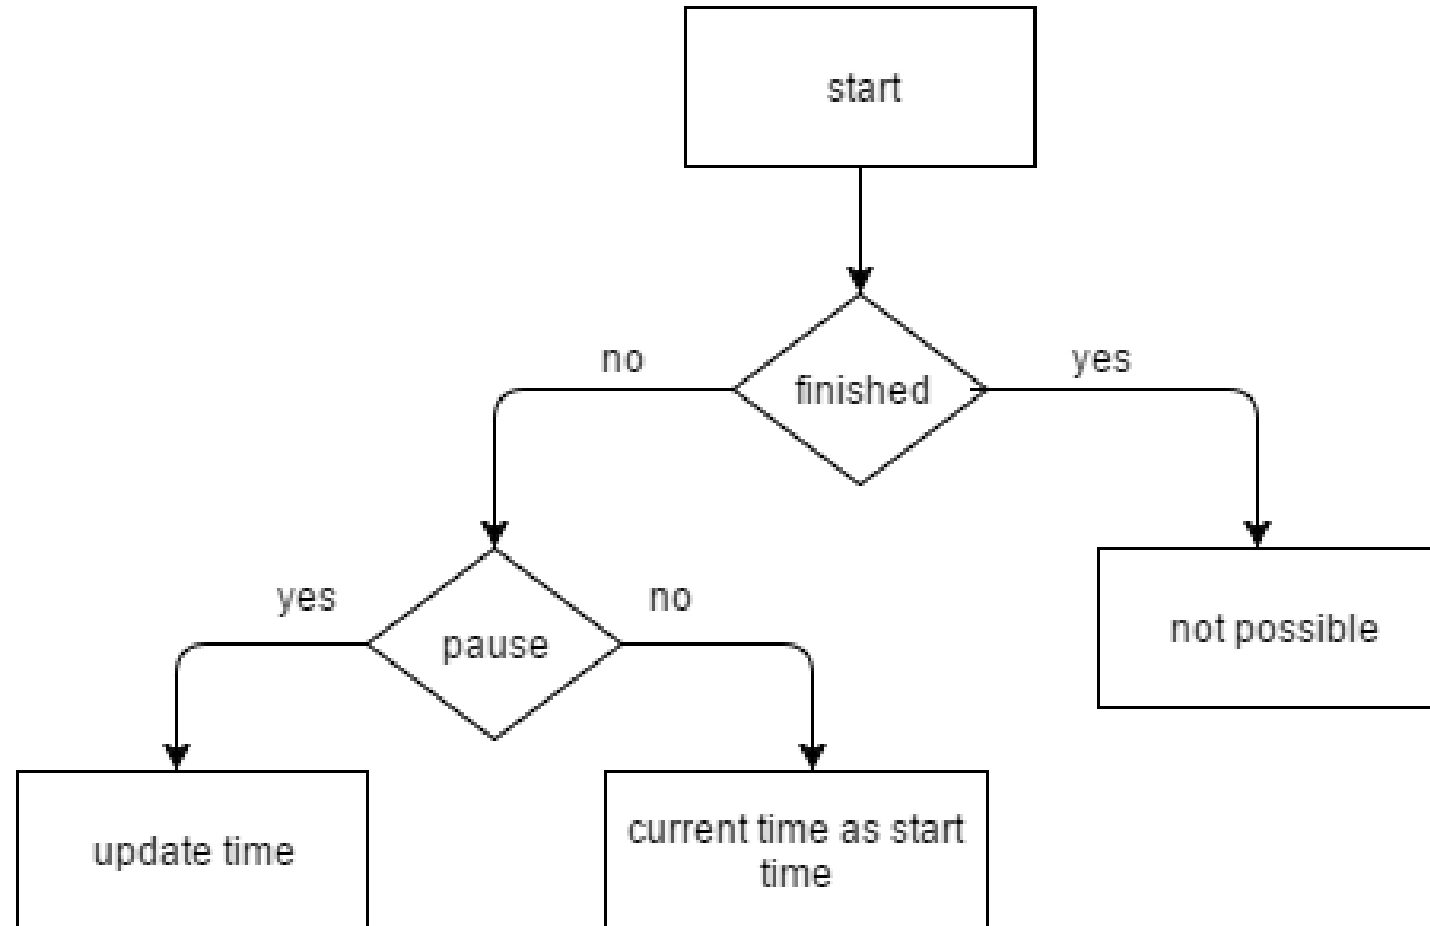 start
no
finished
yes
yes
pause
no
not possible
update time
current time as start
time